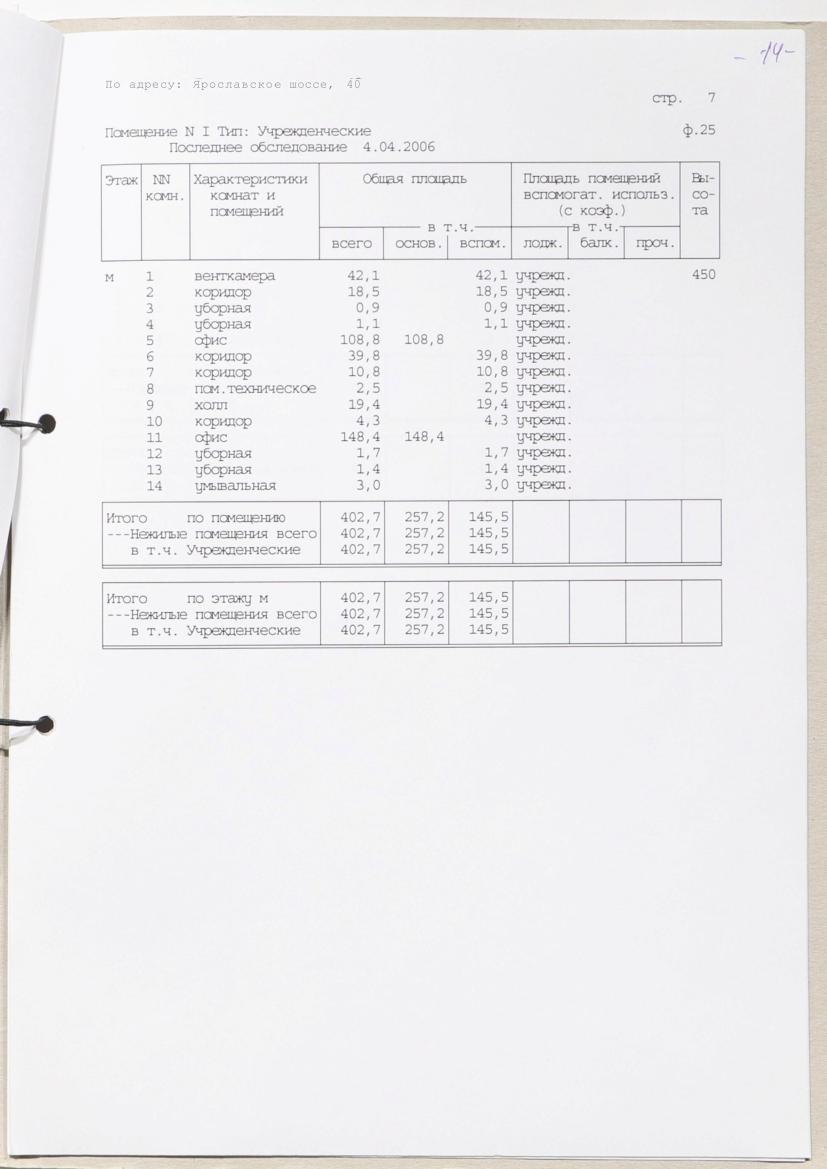 - 14-
По адресу: Ярославское шоссе, 40
стр. 7
Помещение N I Тип: Учрежденческие ф.25
Последнее обследование 4.04.2006
Этаж NN Характеристики Общая площадь Площадь помещений Вы-
комн. комнат и вспомогат. использ. со-
помещений (с коэф.) та
в т.ч. в т.ч.
всего основ. вспом. лодж. балк. проч.
м 1 венткамера 42,1 42,1 учрежд. 450
2 коридор 18,5 18,5 учрежд.
3 уборная 0,9 0,9 учрежд.
4 уборная 1,1 1,1 учрежд.
5 офис 108,8 108,8 учрежд.
6 коридор 39,8 39,8 учрежд.
7 коридор 10,8 10,8 учрежд.
8 пом.техническое 2,5 2,5 учрежд.
9 холл 19,4 19,4 учрежд.
10 коридор 4,3 4,3 учрежд.
11 офис 148,4 148,4 учрежд.
12 уборная 1,7 1,7 учрежд.
13 уборная 1,4 1,4 учрежд.
14 умывальная 3,0 3,0 учрежд.
Итого по помещению 402,7 257,2 145,5
---Нежилые помещения всего 402,7 257,2 145,5
в т.ч. Учрежденческие 402,7 257,2 145,5
Итого по этажу м 402,7 257,2 145,5
---Нежилые помещения всего 402,7 257,2 145,5
в т.ч. Учрежденческие 402,7 257,2 145,5